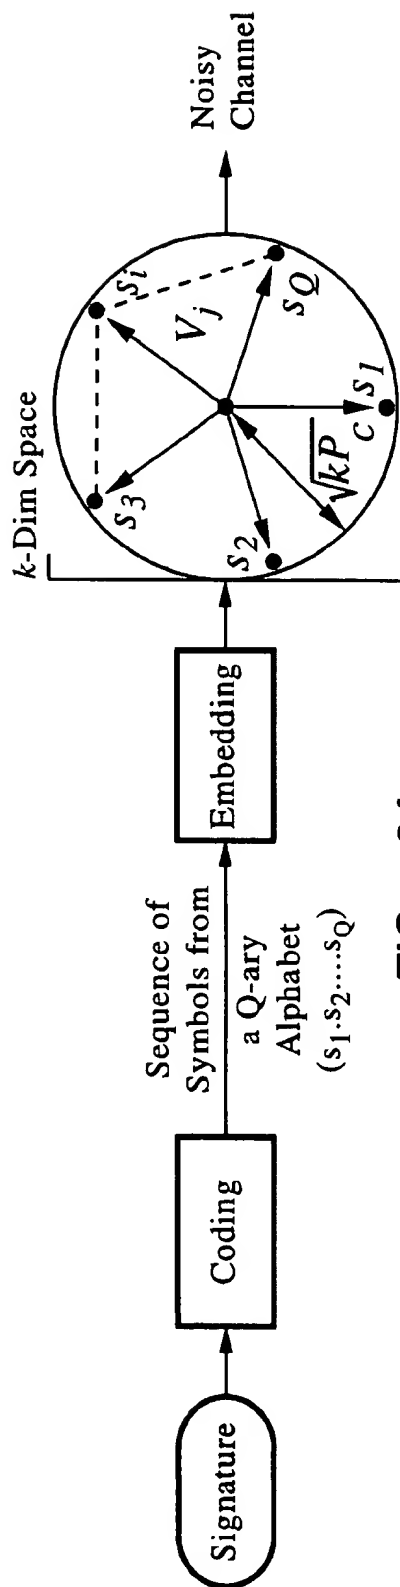 Signature
Coding
Sequence of
Symbols from
a Q-ary
Alphabet
(s1.s2....sQ)
Embedding
k-Dim Space
s3
si
Vj
sQ
s2
√kP
c
s1
Noisy
Channel